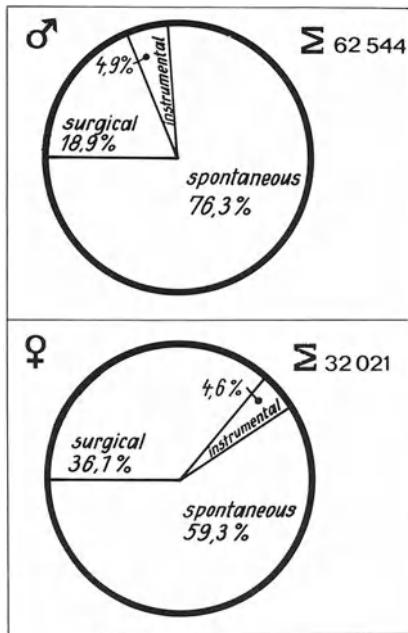 ♂
Σ 62 544
4,9%
instrumental
surgical
18,9%
spontaneous
76,3%
♀
Σ 32 021
4,6%
instrumental
surgical
36,1%
spontaneous
59,3%